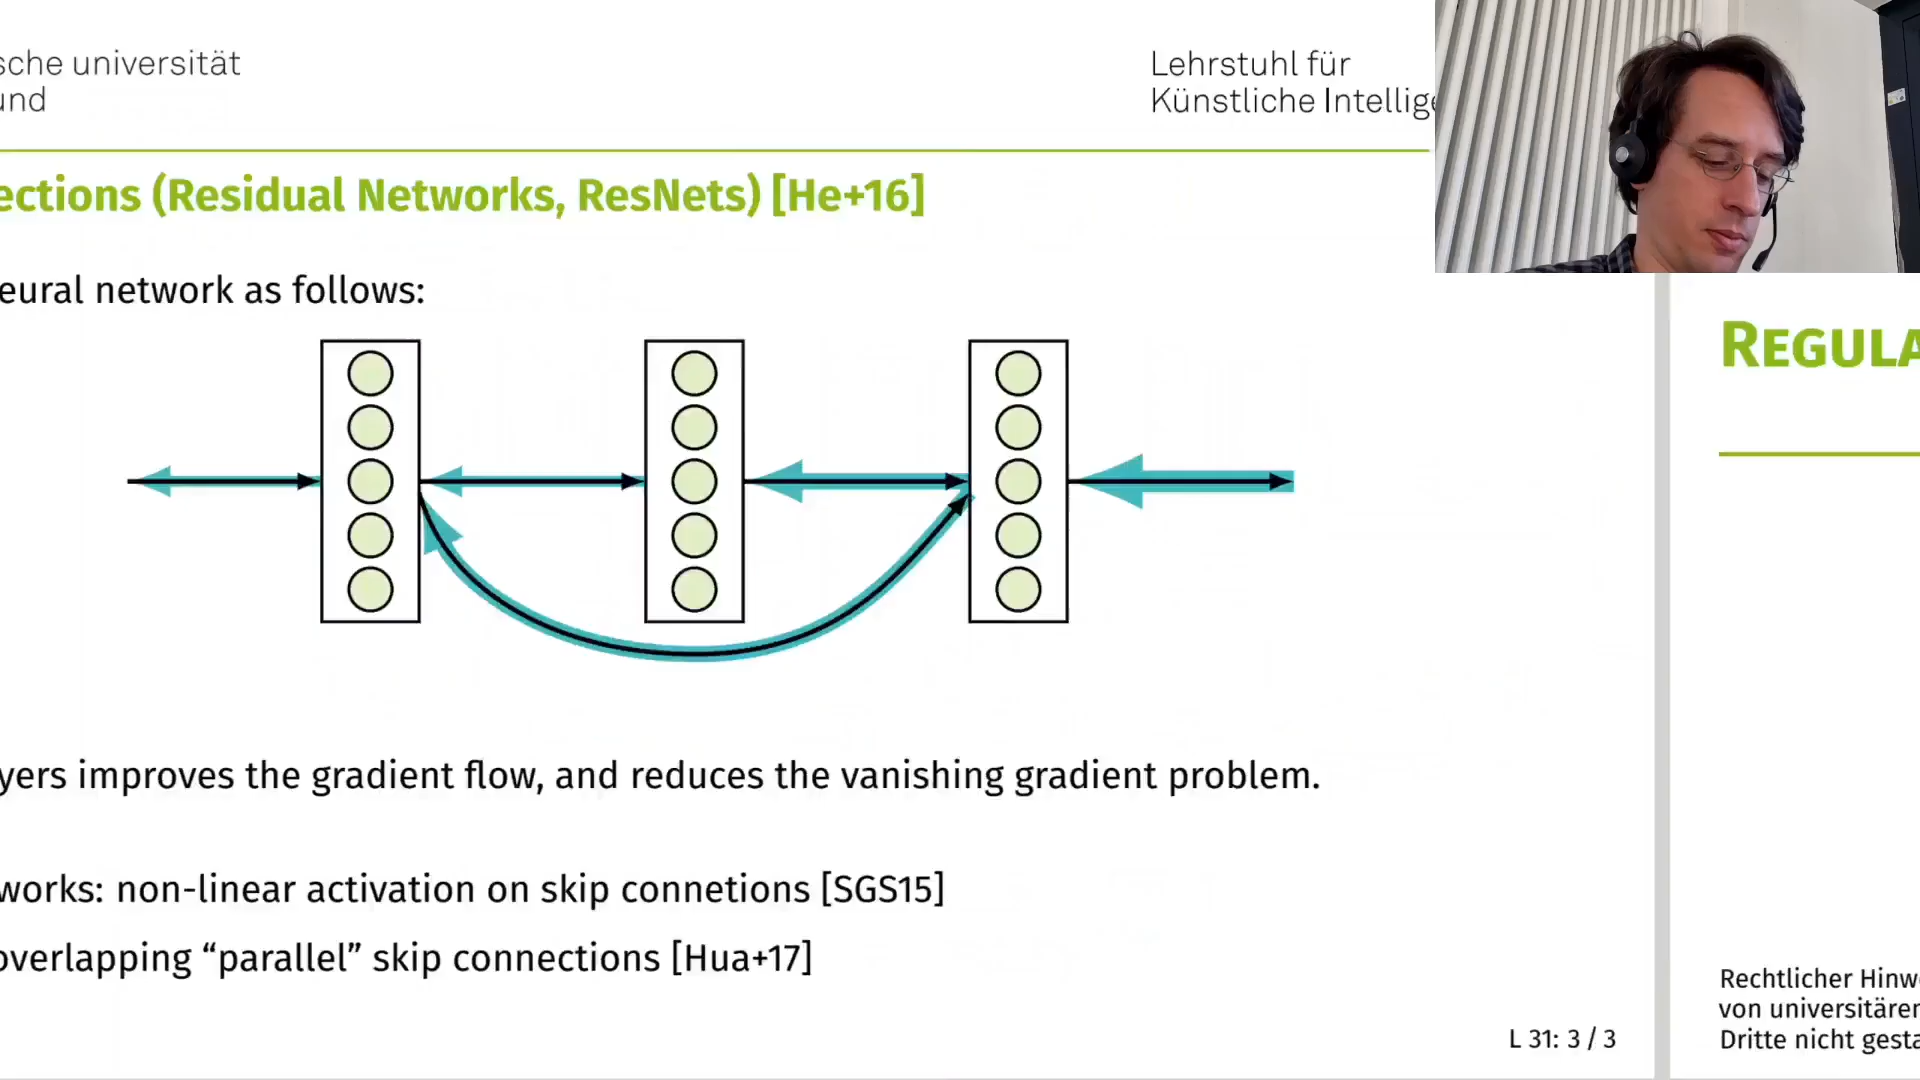 sche universität
und
Lehrstuhl für
Künstliche Intellige
ections (Residual Networks, ResNets) [He+16]
eural network as follows:
yers improves the gradient flow, and reduces the vanishing gradient problem.
works: non-linear activation on skip connetions [SGS15]
overlapping “parallel” skip connections [Hua+17]
L 31: 3 / 3
REGULA
Rechtlicher Hinwe
von universitären
Dritte nicht gesta